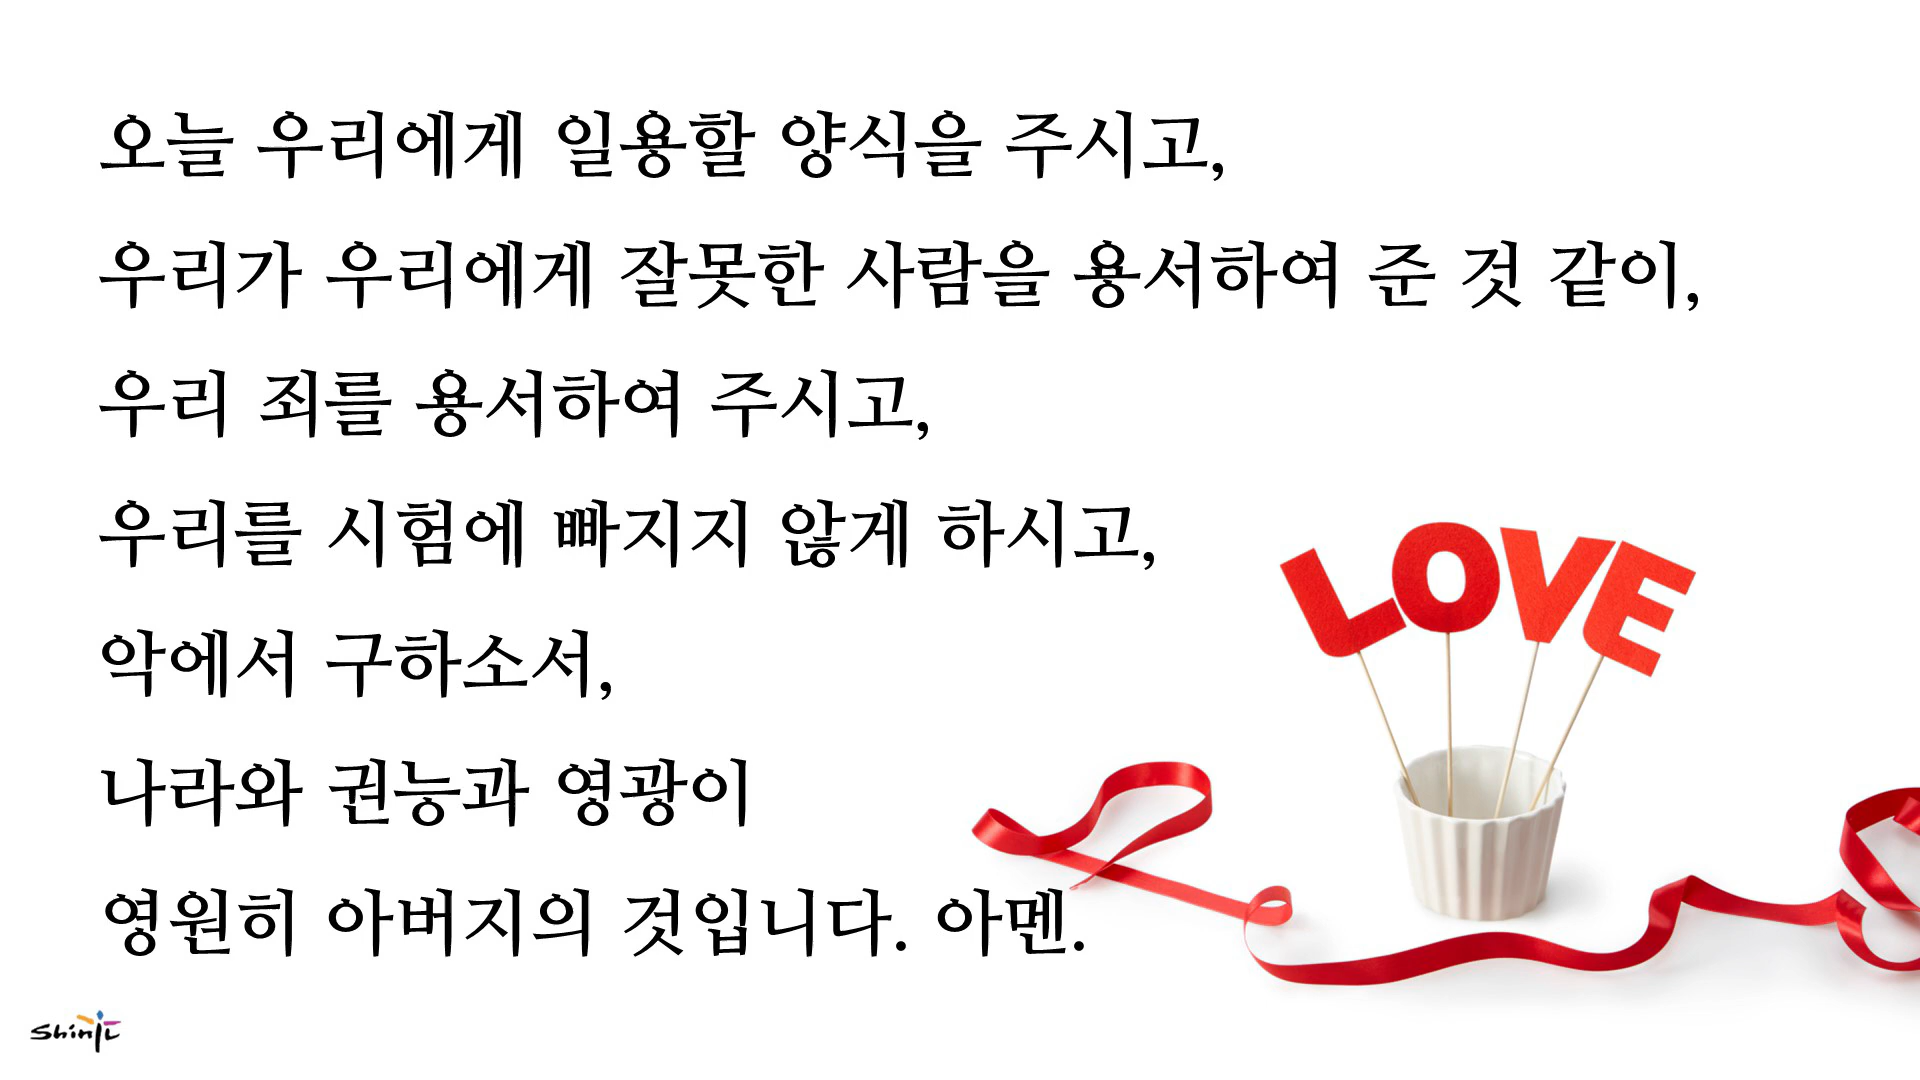 오늘 우리에게 일용할 양식을 주시고,
우리가 우리에게 잘못한 사람을 용서하여 준 것 같이,
우리 죄를 용서하여 주시고,
우리를 시험에 빠지지 않게 하시고,
악에서 구하소서,
나라와 권능과 영광이
영원히 아버지의 것입니다. 아멘.
LOVE
Shinil